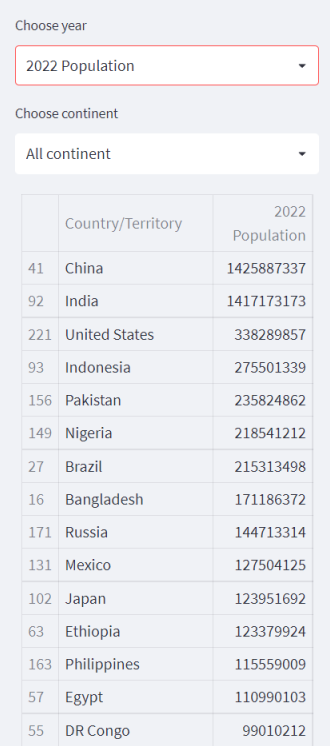 Choose year
2022 Population
Choose continent
All continent
Country/Territory 2022 Population
41 China 1425887337
92 India 1417173173
221 United States 338289857
93 Indonesia 275501339
156 Pakistan 235824862
149 Nigeria 218541212
27 Brazil 215313498
16 Bangladesh 171186372
171 Russia 144713314
131 Mexico 127504125
102 Japan 123951692
63 Ethiopia 123379924
163 Philippines 115559009
57 Egypt 110990103
55 DR Congo 99010212